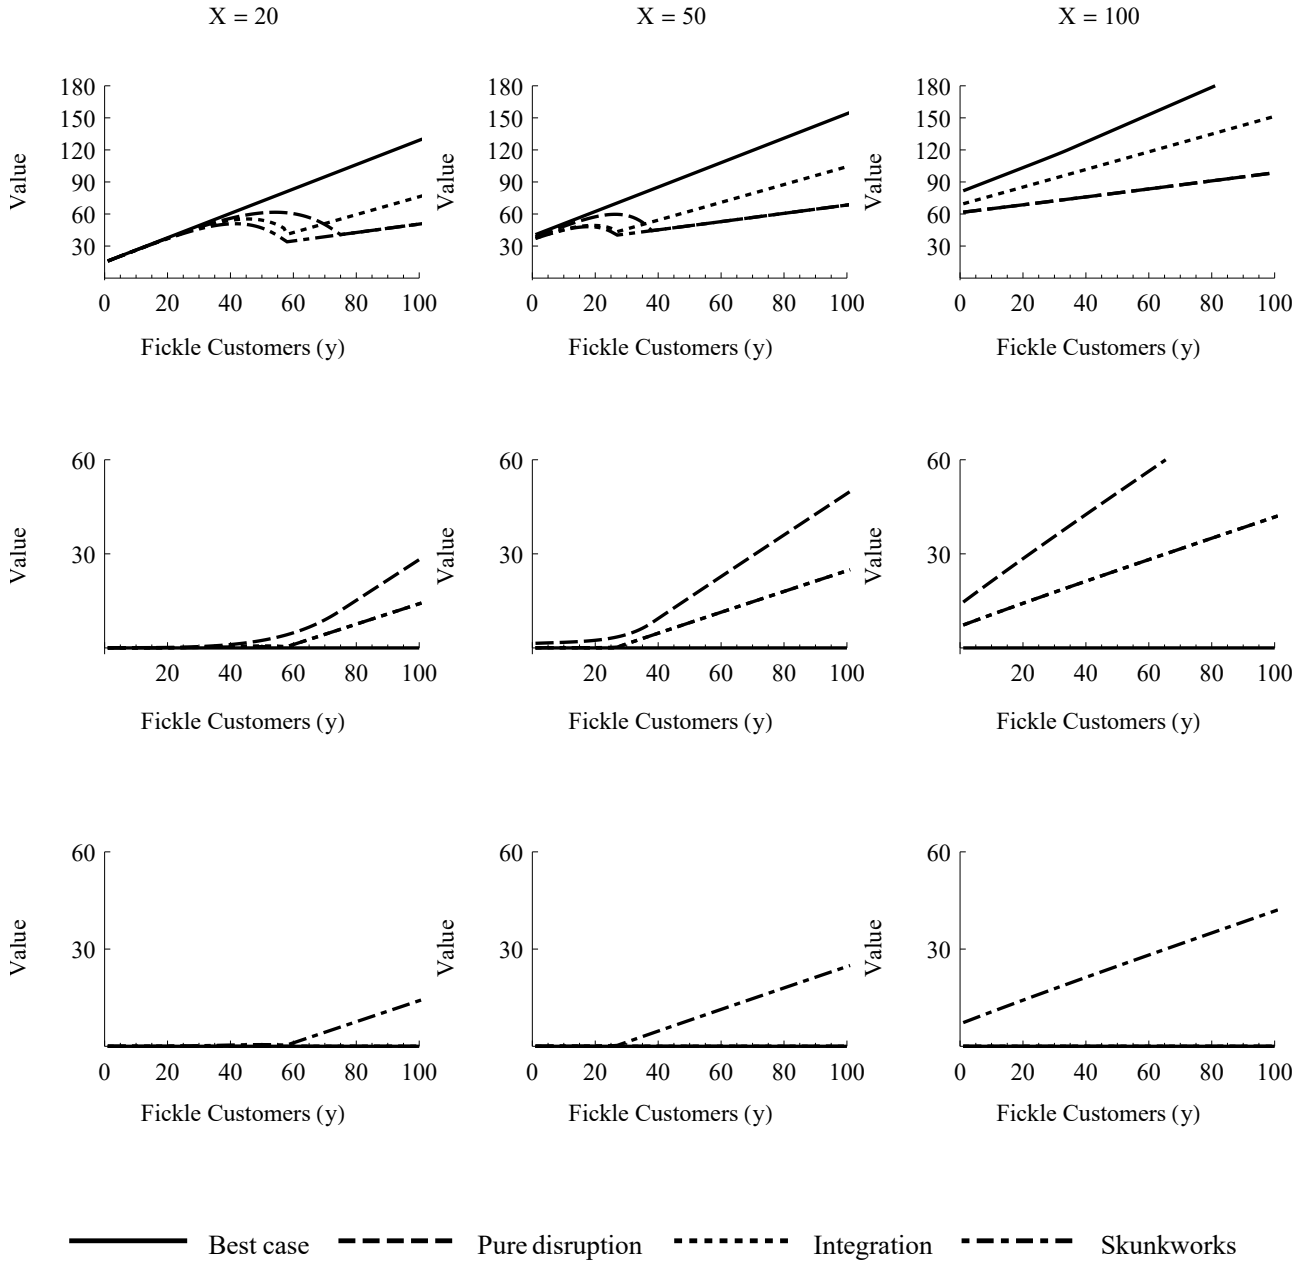 X = 20 X = 50 X = 100
180 180 180
150 150 150
120 120 120
90 90 90
60 60 60
30 30 30
Value Value Value
0 20 40 60 80 100 0 20 40 60 80 100 0 20 40 60 80 100
Fickle Customers (y) Fickle Customers (y) Fickle Customers (y)
60 60 60
30 30 30
Value Value Value
20 40 60 80 100 20 40 60 80 100 20 40 60 80 100
Fickle Customers (y) Fickle Customers (y) Fickle Customers (y)
60 60 60
30 30 30
Value Value Value
0 20 40 60 80 100 0 20 40 60 80 100 0 20 40 60 80 100
Fickle Customers (y) Fickle Customers (y) Fickle Customers (y)
Best case Pure disruption Integration Skunkworks